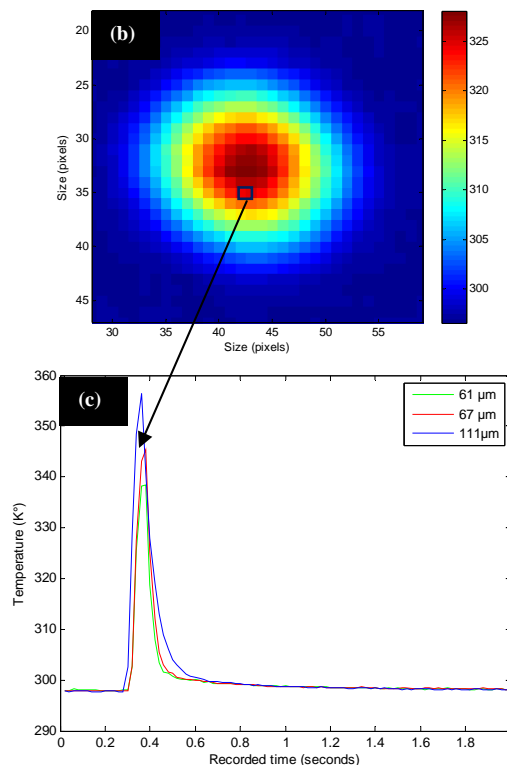 (b)
20
25
30
35
40
45
Size (pixels)
30 35 40 45 50 55
Size (pixels)
325
320
315
310
305
300
(c)
360
350
340
330
320
310
300
290
Temperature (K°)
61 µm
67 µm
111µm
0 0.2 0.4 0.6 0.8 1 1.2 1.4 1.6 1.8
Recorded time (seconds)